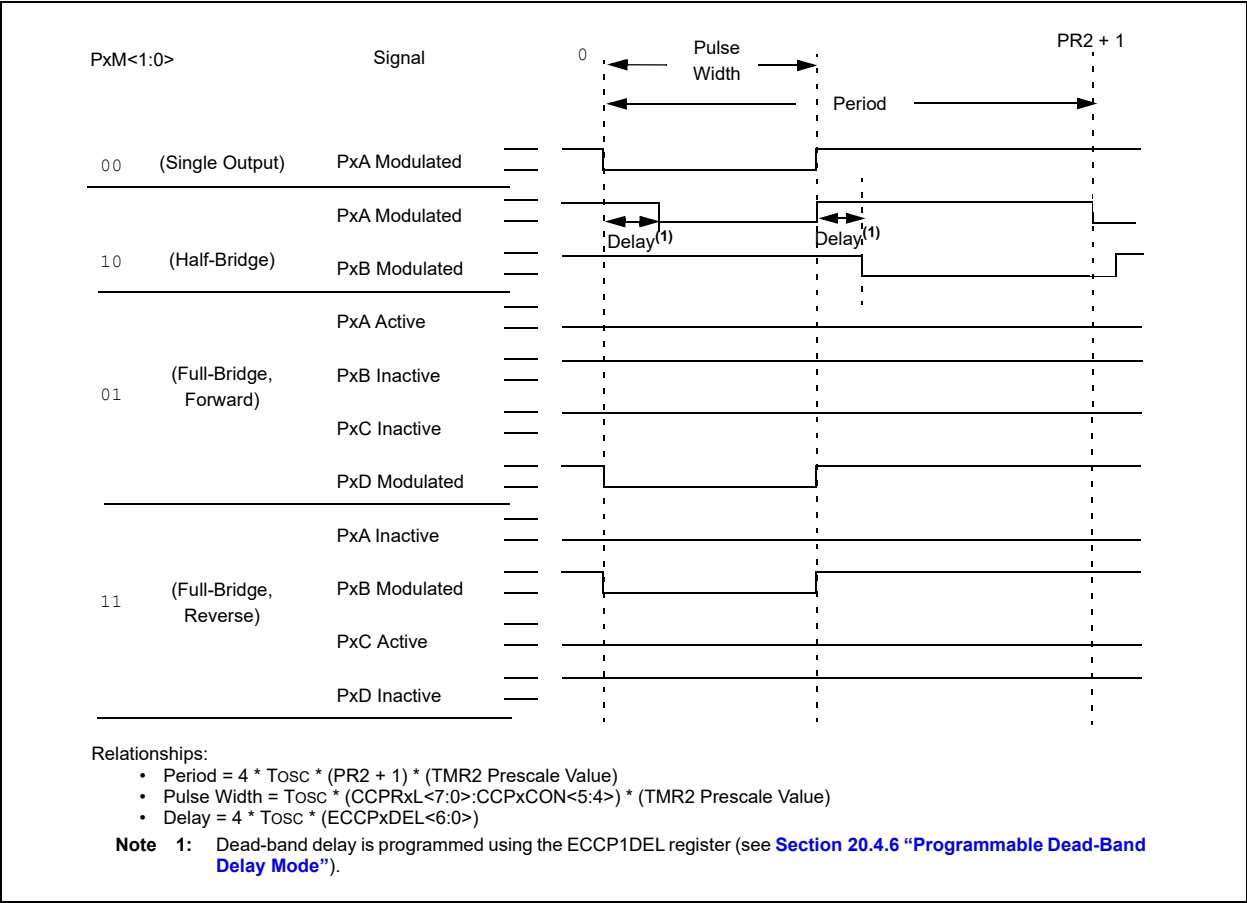 PxM<1:0> Signal 0 Pulse Width PR2 + 1
Period
00 (Single Output) PxA Modulated
PxA Modulated
Delay(1) Delay(1)
10 (Half-Bridge) PxB Modulated
PxA Active
01 (Full-Bridge, Forward) PxB Inactive
PxC Inactive
PxD Modulated
PxA Inactive
11 (Full-Bridge, Reverse) PxB Modulated
PxC Active
PxD Inactive
Relationships:
• Period = 4 * TOSC * (PR2 + 1) * (TMR2 Prescale Value)
• Pulse Width = TOSC * (CCPRxL<7:0>:CCPxCON<5:4>) * (TMR2 Prescale Value)
• Delay = 4 * TOSC * (ECCPxDEL<6:0>)
Note 1: Dead-band delay is programmed using the ECCP1DEL register (see Section 20.4.6 “Programmable Dead-Band
Delay Mode”).